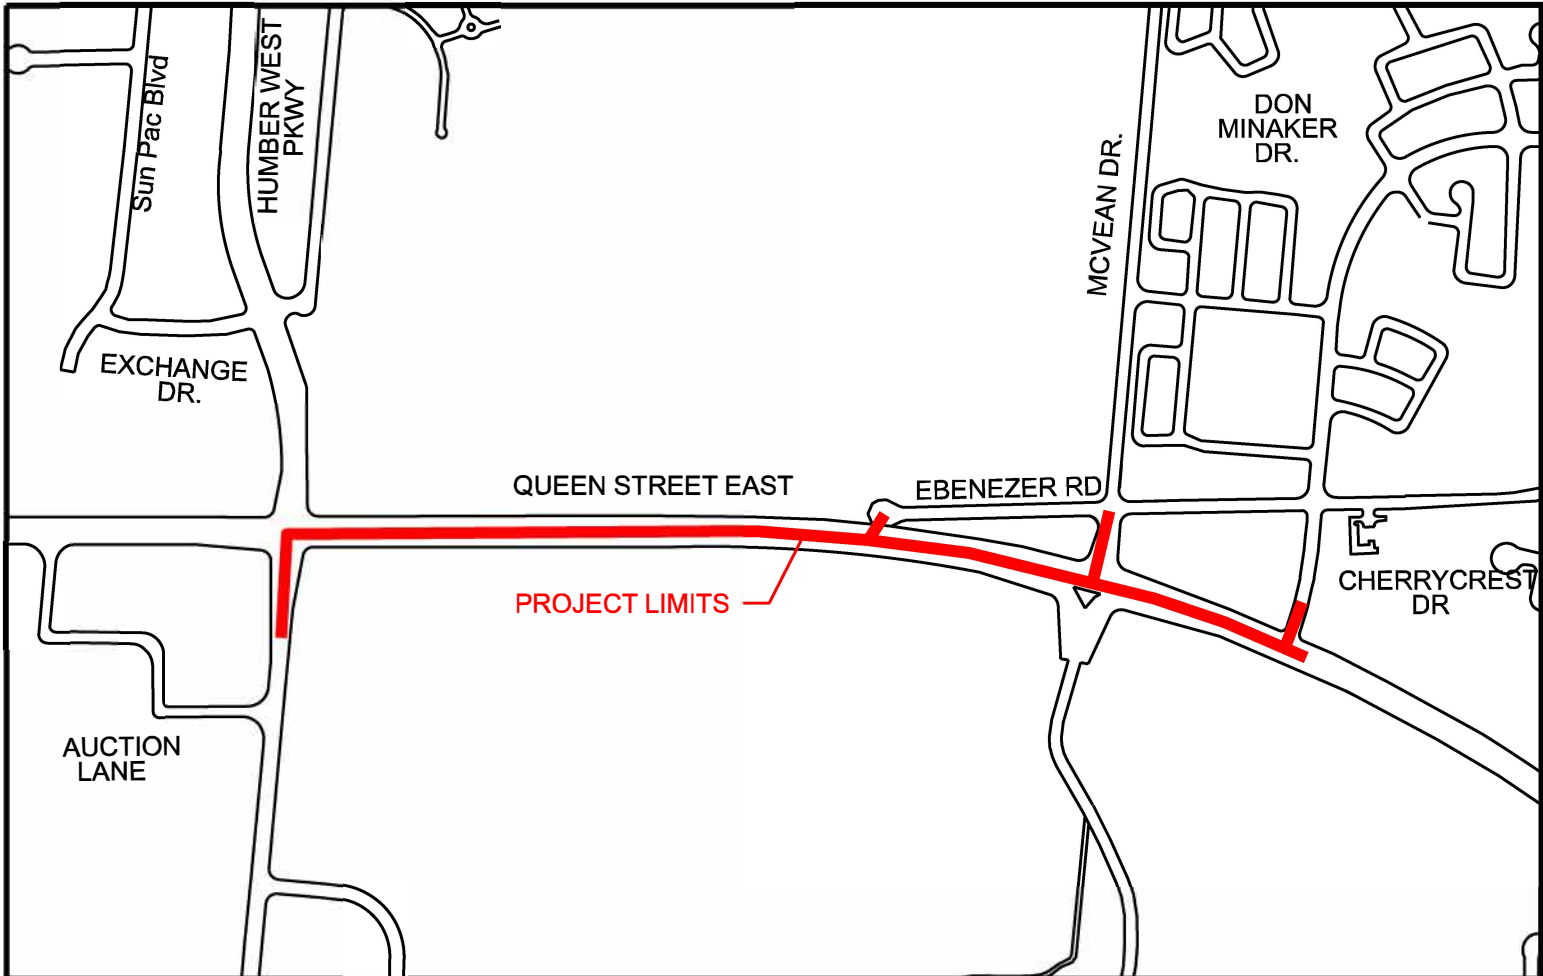 Sun Pac Blvd
HUMBER WEST
PKWY
DON
MINAKER
DR.
MCVEAN DR.
EXCHANGE
DR.
QUEEN STREET EAST
EBENEZER RD
PROJECT LIMITS
CHERRYCREST
DR
AUCTION
LANE